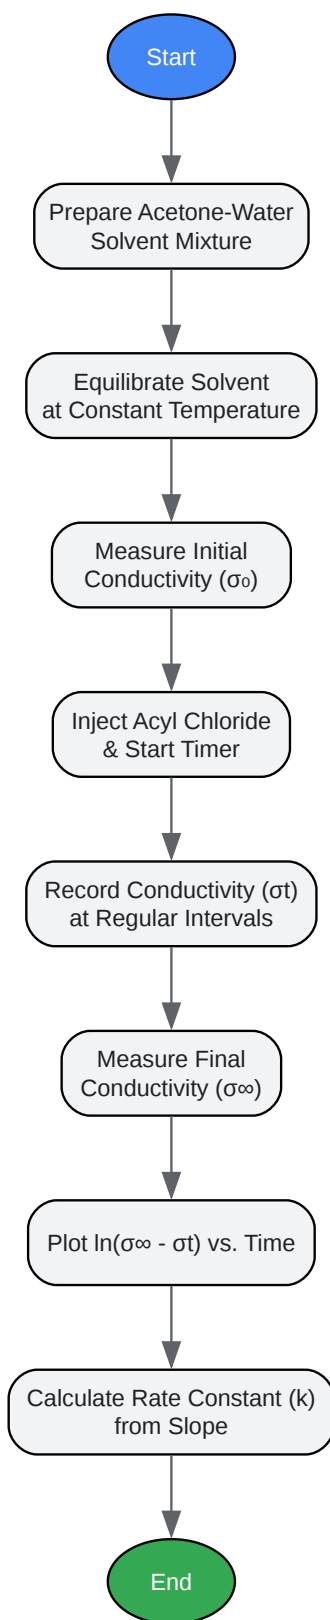 Start
Prepare Acetone-Water
Solvent Mixture
Equilibrate Solvent
at Constant Temperature
Measure Initial
Conductivity (σ₀)
Inject Acyl Chloride
& Start Timer
Record Conductivity (σt)
at Regular Intervals
Measure Final
Conductivity (σ∞)
Plot ln(σ∞ - σt) vs. Time
Calculate Rate Constant (k)
from Slope
End